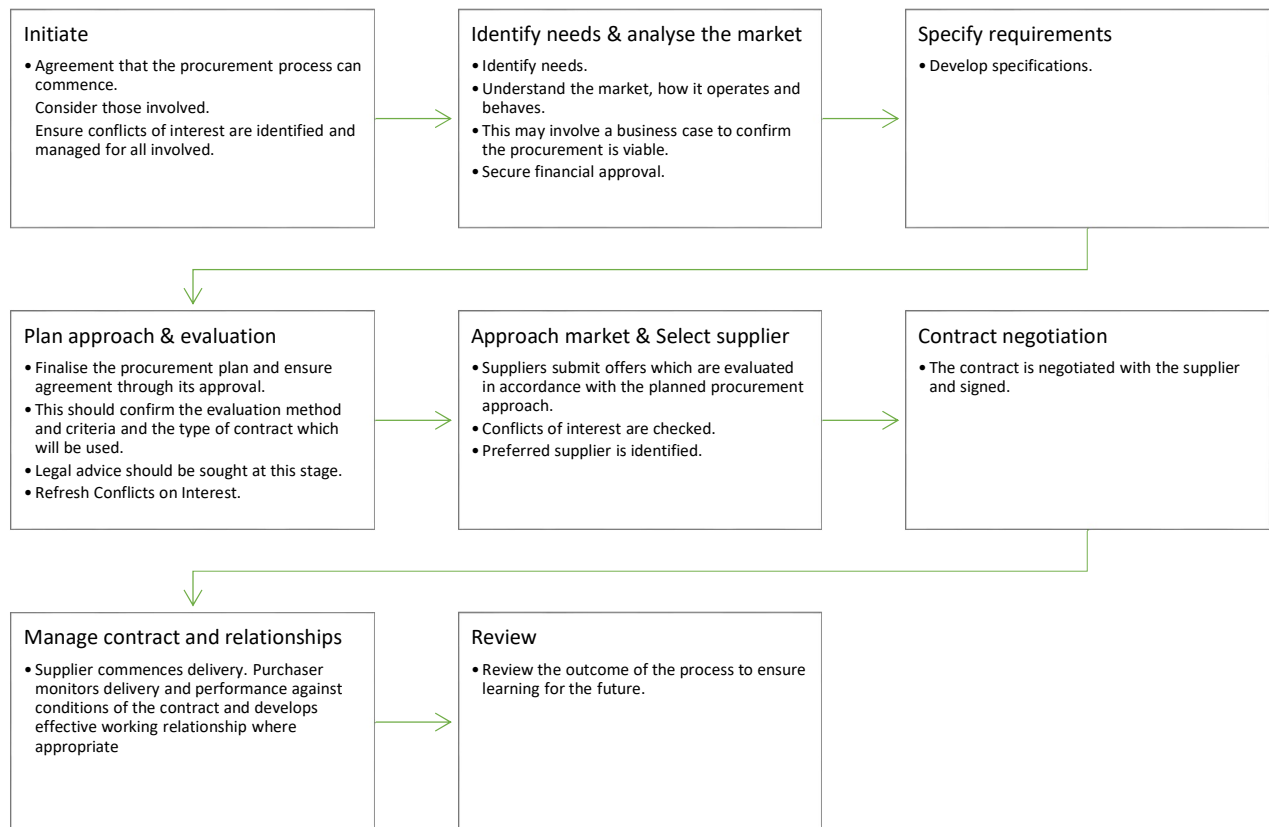 Initiate
• Agreement that the procurement process can
commence.
Consider those involved.
Ensure conflicts of interest are identified and
managed for all involved.
Identify needs & analyse the market
• Identify needs.
• Understand the market, how it operates and
behaves.
• This may involve a business case to confirm
the procurement is viable.
• Secure financial approval.
Specify requirements
• Develop specifications.
Plan approach & evaluation
• Finalise the procurement plan and ensure
agreement through its approval.
• This should confirm the evaluation method
and criteria and the type of contract which
will be used.
• Legal advice should be sought at this stage.
• Refresh Conflicts on Interest.
Approach market & Select supplier
• Suppliers submit offers which are evaluated
in accordance with the planned procurement
approach.
• Conflicts of interest are checked.
• Preferred supplier is identified.
Contract negotiation
• The contract is negotiated with the supplier
and signed.
Manage contract and relationships
• Supplier commences delivery. Purchaser
monitors delivery and performance against
conditions of the contract and develops
effective working relationship where
appropriate
Review
• Review the outcome of the process to ensure
learning for the future.